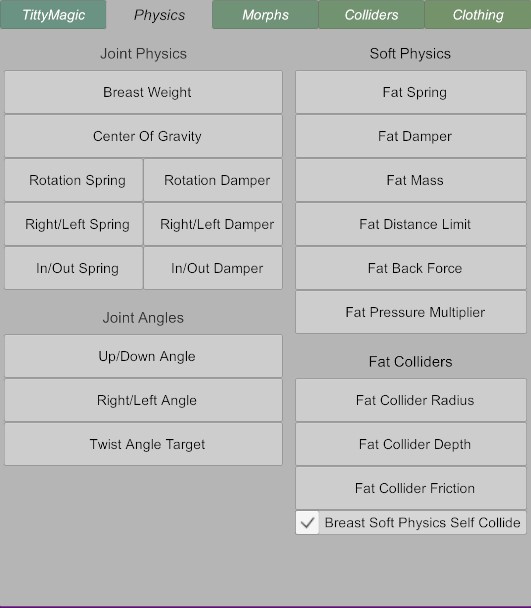 TittyMagic
Physics
Morphs
Colliders
Clothing
Joint Physics
Breast Weight
Center Of Gravity
Rotation Spring
Rotation Damper
Right/Left Spring
Right/Left Damper
In/Out Spring
In/Out Damper
Joint Angles
Up/Down Angle
Right/Left Angle
Twist Angle Target
Soft Physics
Fat Spring
Fat Damper
Fat Mass
Fat Distance Limit
Fat Back Force
Fat Pressure Multiplier
Fat Colliders
Fat Collider Radius
Fat Collider Depth
Fat Collider Friction
Breast Soft Physics Self Collide